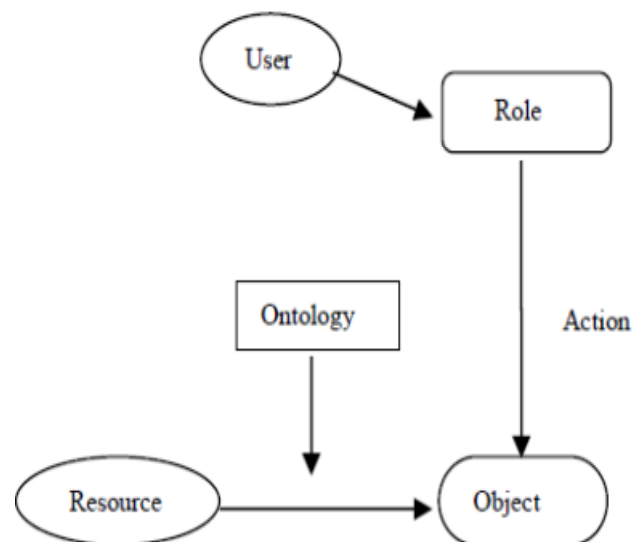 User
Role
Ontology
Action
Resource
Object